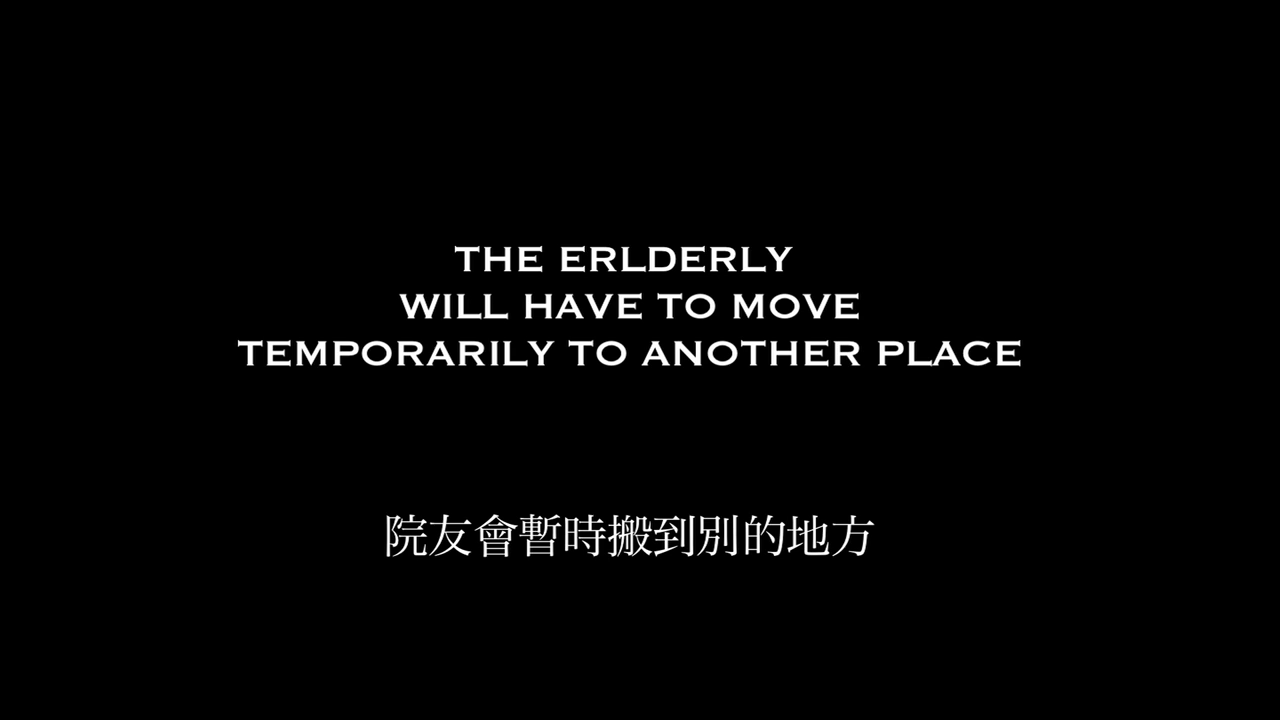 THE ERLDERLY
WILL HAVE TO MOVE
TEMPORARILY TO ANOTHER PLACE
院友會暫時搬到別的地方